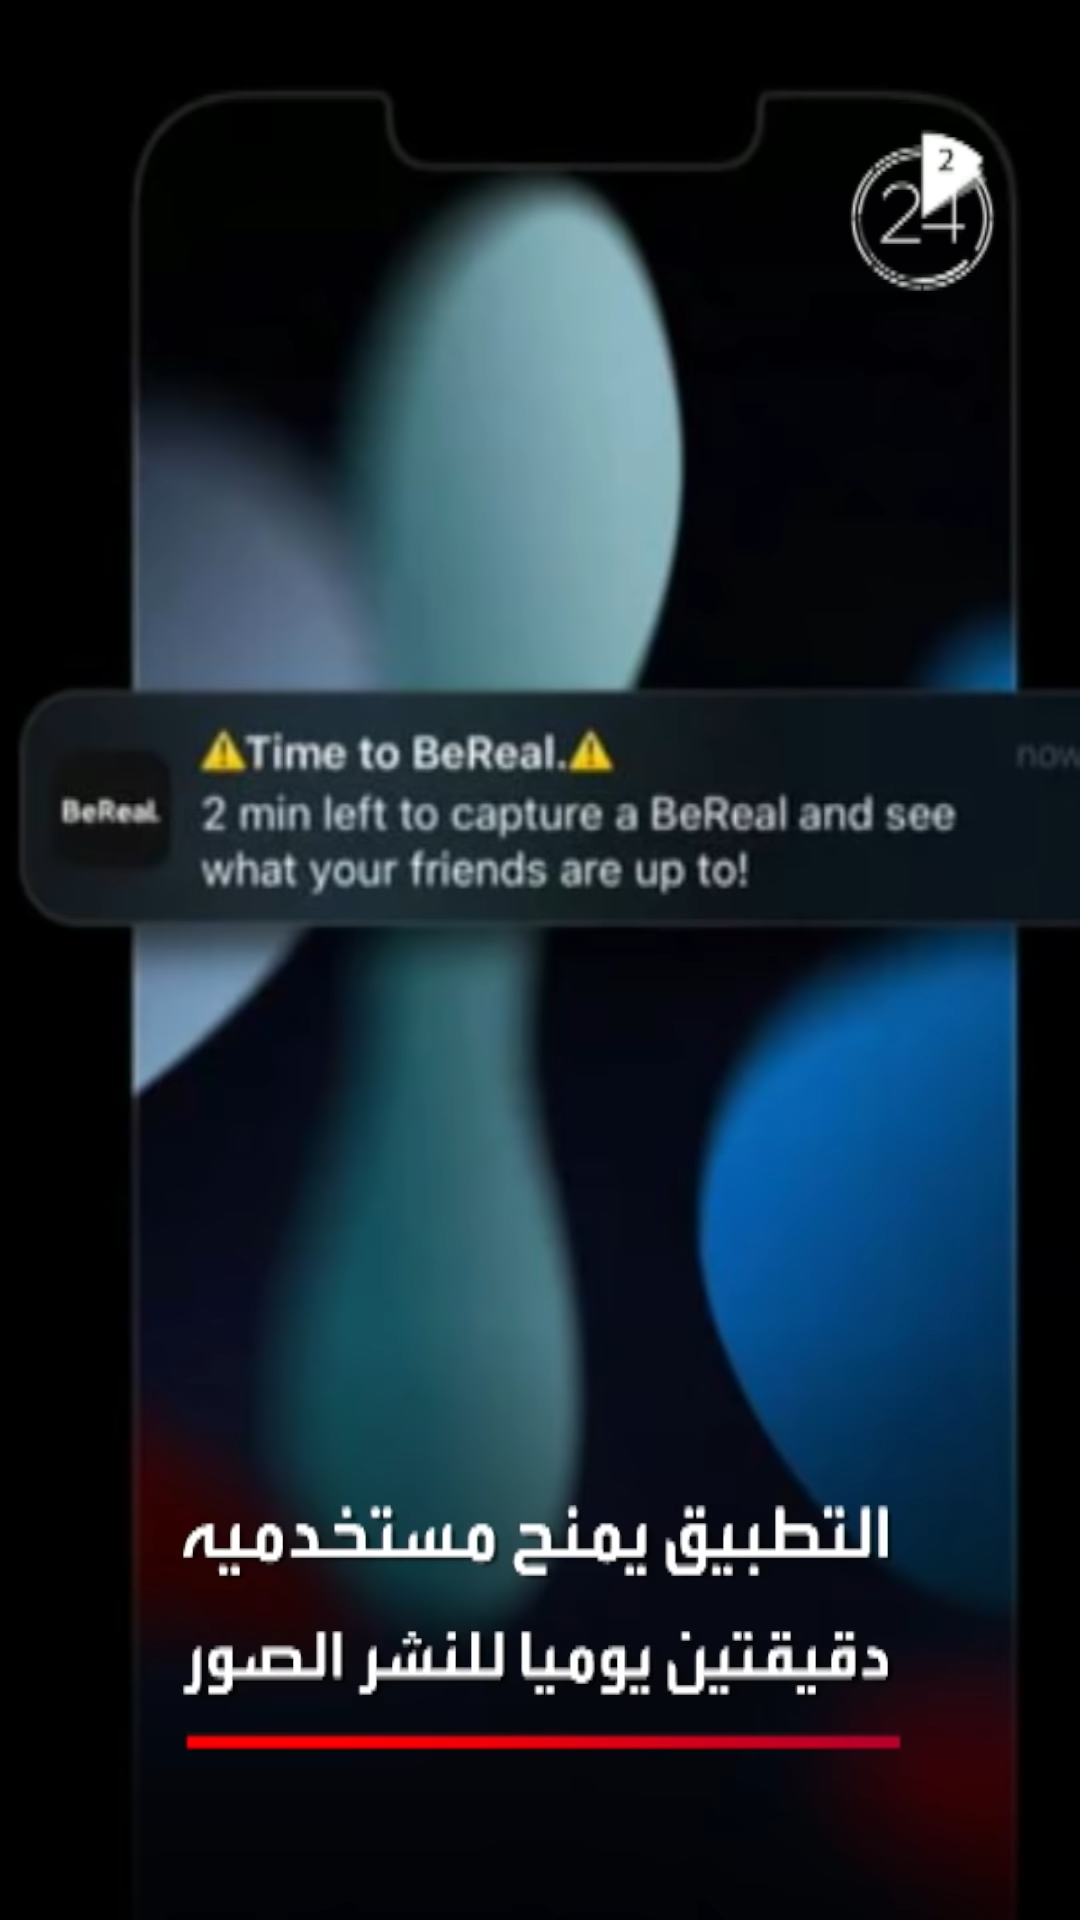 2
24
⚠️Time to BeReal.⚠️
now
BeReal.
2 min left to capture a BeReal and see
what your friends are up to!
التطبيق يمنح مستخدميه
دقيقتين يوميا للنشر الصور